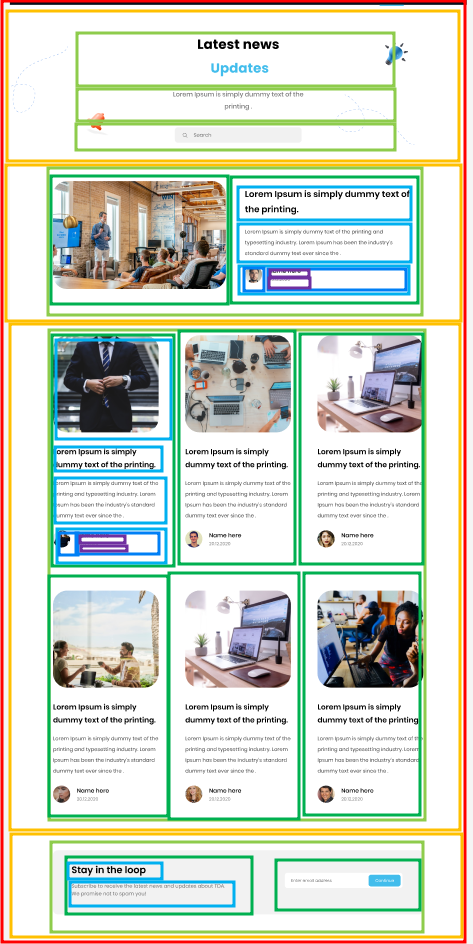 Latest news
Updates
Lorem Ipsum is simply dummy text of the
printing .
Search
WIN
Lorem Ipsum is simply dummy text of
the printing.
Lorem Ipsum is simply dummy text of the printing and
typesetting industry. Lorem Ipsum has been the industry's
standard dummy text ever since the .
Name here
Lorem Ipsum is simply
dummy text of the printing.
Lorem Ipsum is simply dummy text of the
printing and typesetting industry. Lorem
Ipsum has been the industry's standard
dummy text ever since the .
Lorem Ipsum is simply
dummy text of the printing.
Lorem Ipsum is simply dummy text of the
printing and typesetting industry. Lorem
Ipsum has been the industry's standard
dummy text ever since the .
Name here
20.12.2020
Lorem Ipsum is simply
dummy text of the printing.
Lorem Ipsum is simply dummy text of the
printing and typesetting industry. Lorem
Ipsum has been the industry's standard
dummy text ever since the .
Name here
20.12.2020
Lorem Ipsum is simply
dummy text of the printing.
Lorem Ipsum is simply dummy text of the
printing and typesetting industry. Lorem
Ipsum has been the industry's standard
dummy text ever since the .
Name here
20.12.2020
Lorem Ipsum is simply
dummy text of the printing.
Lorem Ipsum is simply dummy text of the
printing and typesetting industry. Lorem
Ipsum has been the industry's standard
dummy text ever since the .
Name here
20.12.2020
Lorem Ipsum is simply
dummy text of the printing.
Lorem Ipsum is simply dummy text of the
printing and typesetting industry. Lorem
Ipsum has been the industry's standard
dummy text ever since the .
Name here
20.12.2020
Stay in the loop
Subscribe to receive the latest news and updates about TDA.
We promise not to spam you!
Enter email address
Continue